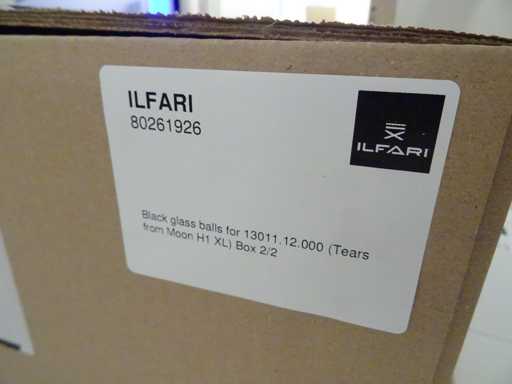 ILFARI
80261926
ILFARI
Black glass balls for 13011.12.000 (Tears
from Moon H1 XL) Box 2/2